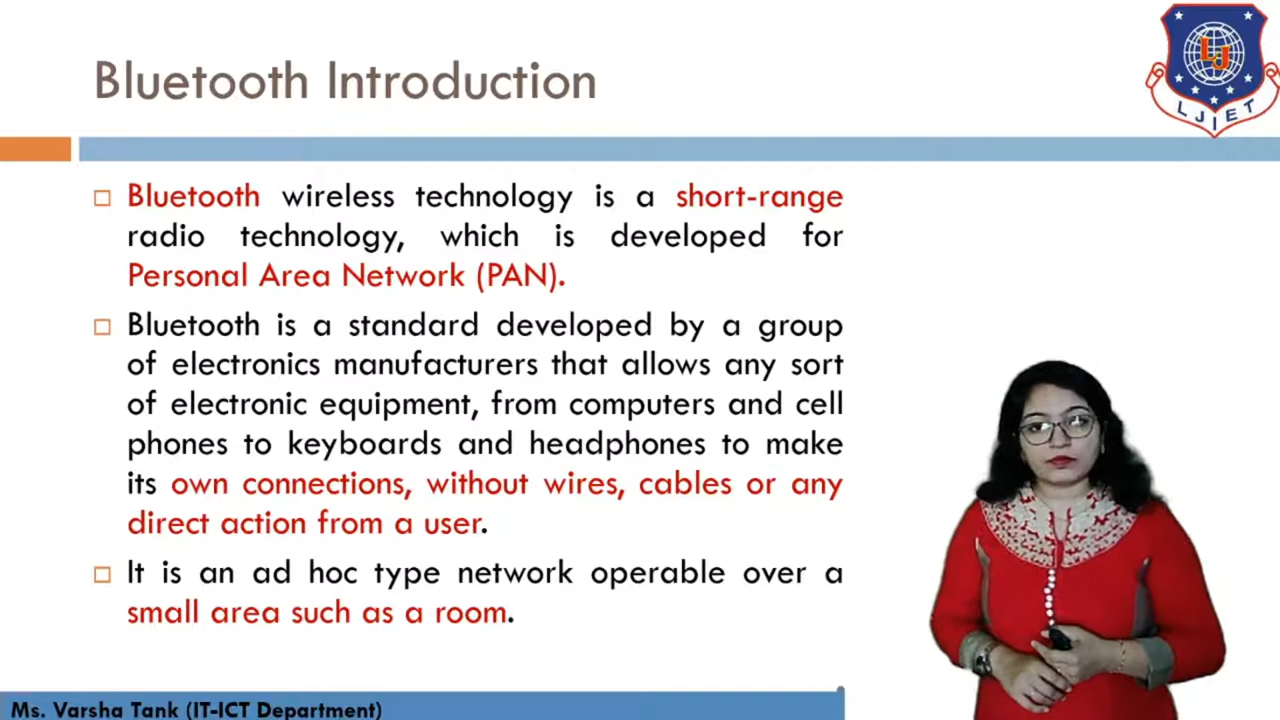 Bluetooth Introduction
LJ
LJIET
Bluetooth wireless technology is a short-range
radio technology, which is developed for
Personal Area Network (PAN).
Bluetooth is a standard developed by a group
of electronics manufacturers that allows any sort
of electronic equipment, from computers and cell
phones to keyboards and headphones to make
its own connections, without wires, cables or any
direct action from a user.
It is an ad hoc type network operable over a
small area such as a room.
Ms. Varsha Tank (IT-ICT Department)